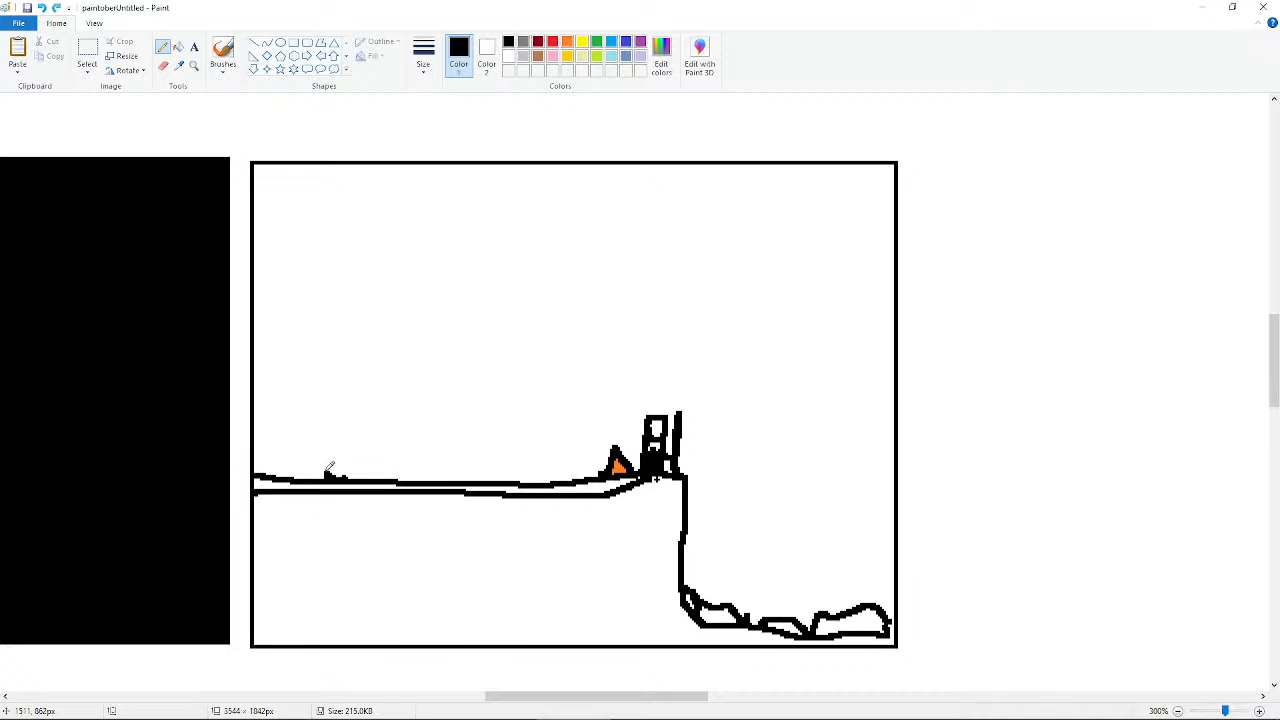 paintoberUntitled - Paint
File
Home
View
Paste
Cut
Copy
Clipboard
Select
Crop
Resize
Rotate
Image
A
Tools
Brushes
Outline
Fill
Shapes
Size
Color
1
Color
2
Edit
colors
Colors
Edit with
Paint 3D
1511, 862px
3544 × 1842px
Size: 215.0KB
300%